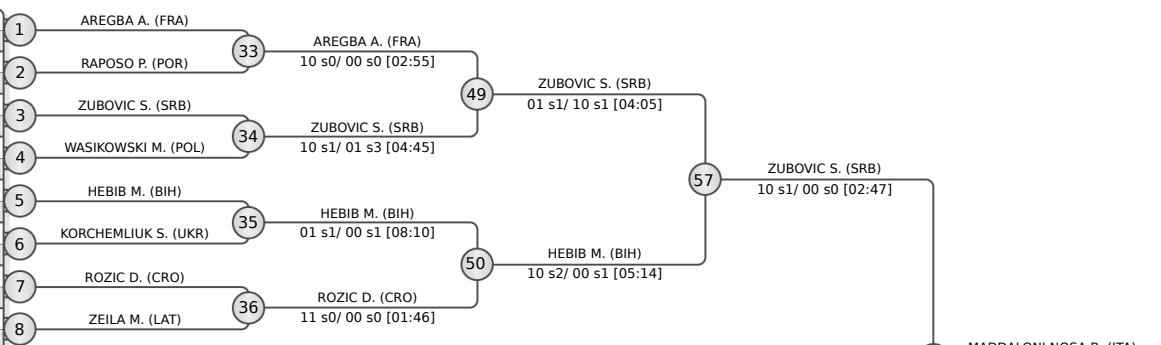 1
AREGBA A. (FRA)
2
RAPOSO P. (POR)
3
ZUBOVIC S. (SRB)
4
WASIKOWSKI M. (POL)
5
HEBIB M. (BIH)
6
KORCHEMLIUK S. (UKR)
7
ROZIC D. (CRO)
8
ZEILA M. (LAT)
33
AREGBA A. (FRA)
10 s0/ 00 s0 [02:55]
34
ZUBOVIC S. (SRB)
10 s1/ 01 s3 [04:45]
35
HEBIB M. (BIH)
01 s1/ 00 s1 [08:10]
36
ROZIC D. (CRO)
11 s0/ 00 s0 [01:46]
49
ZUBOVIC S. (SRB)
01 s1/ 10 s1 [04:05]
50
HEBIB M. (BIH)
10 s2/ 00 s1 [05:14]
57
ZUBOVIC S. (SRB)
10 s1/ 00 s0 [02:47]